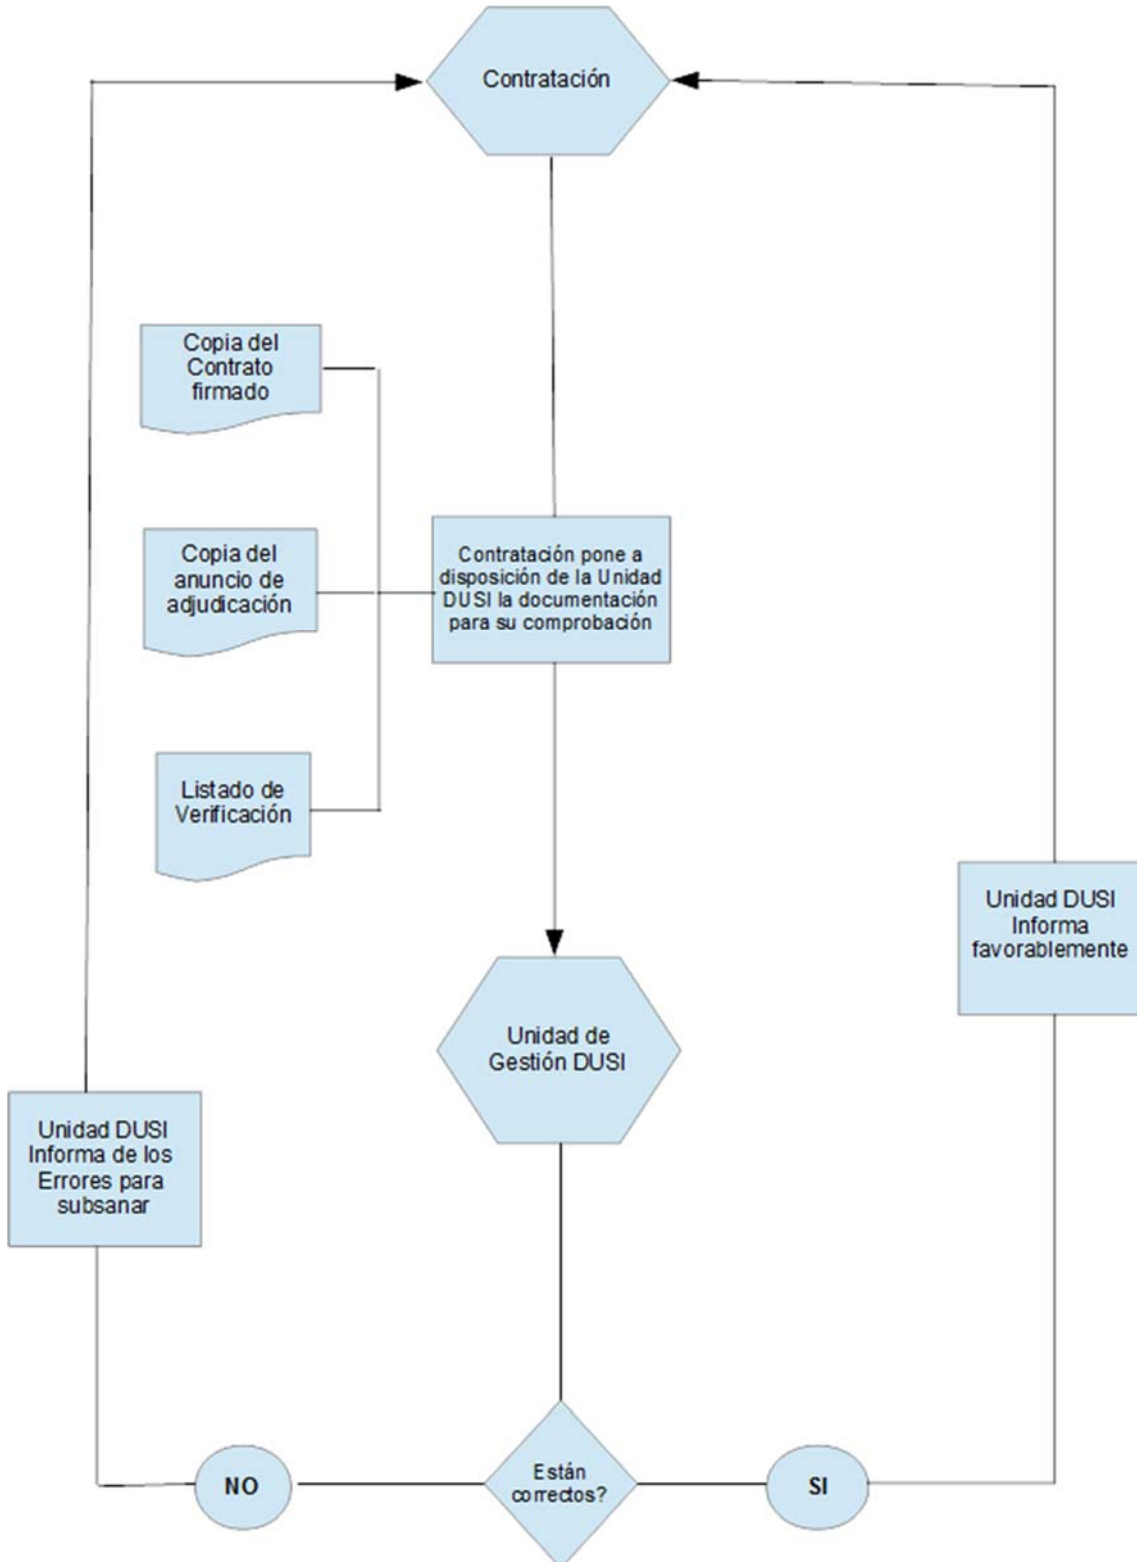 Contratación
Copia del
Contrato
firmado
Copia del
anuncio de
adjudicación
Contratación pone a
disposición de la Unidad
DUSI la documentación
para su comprobación
Listado de
Verificación
Unidad DUSI
Informa
favorablemente
Unidad de
Gestión DUSI
Unidad DUSI
Informa de los
Errores para
subsanar
NO
Están
correctos?
SI